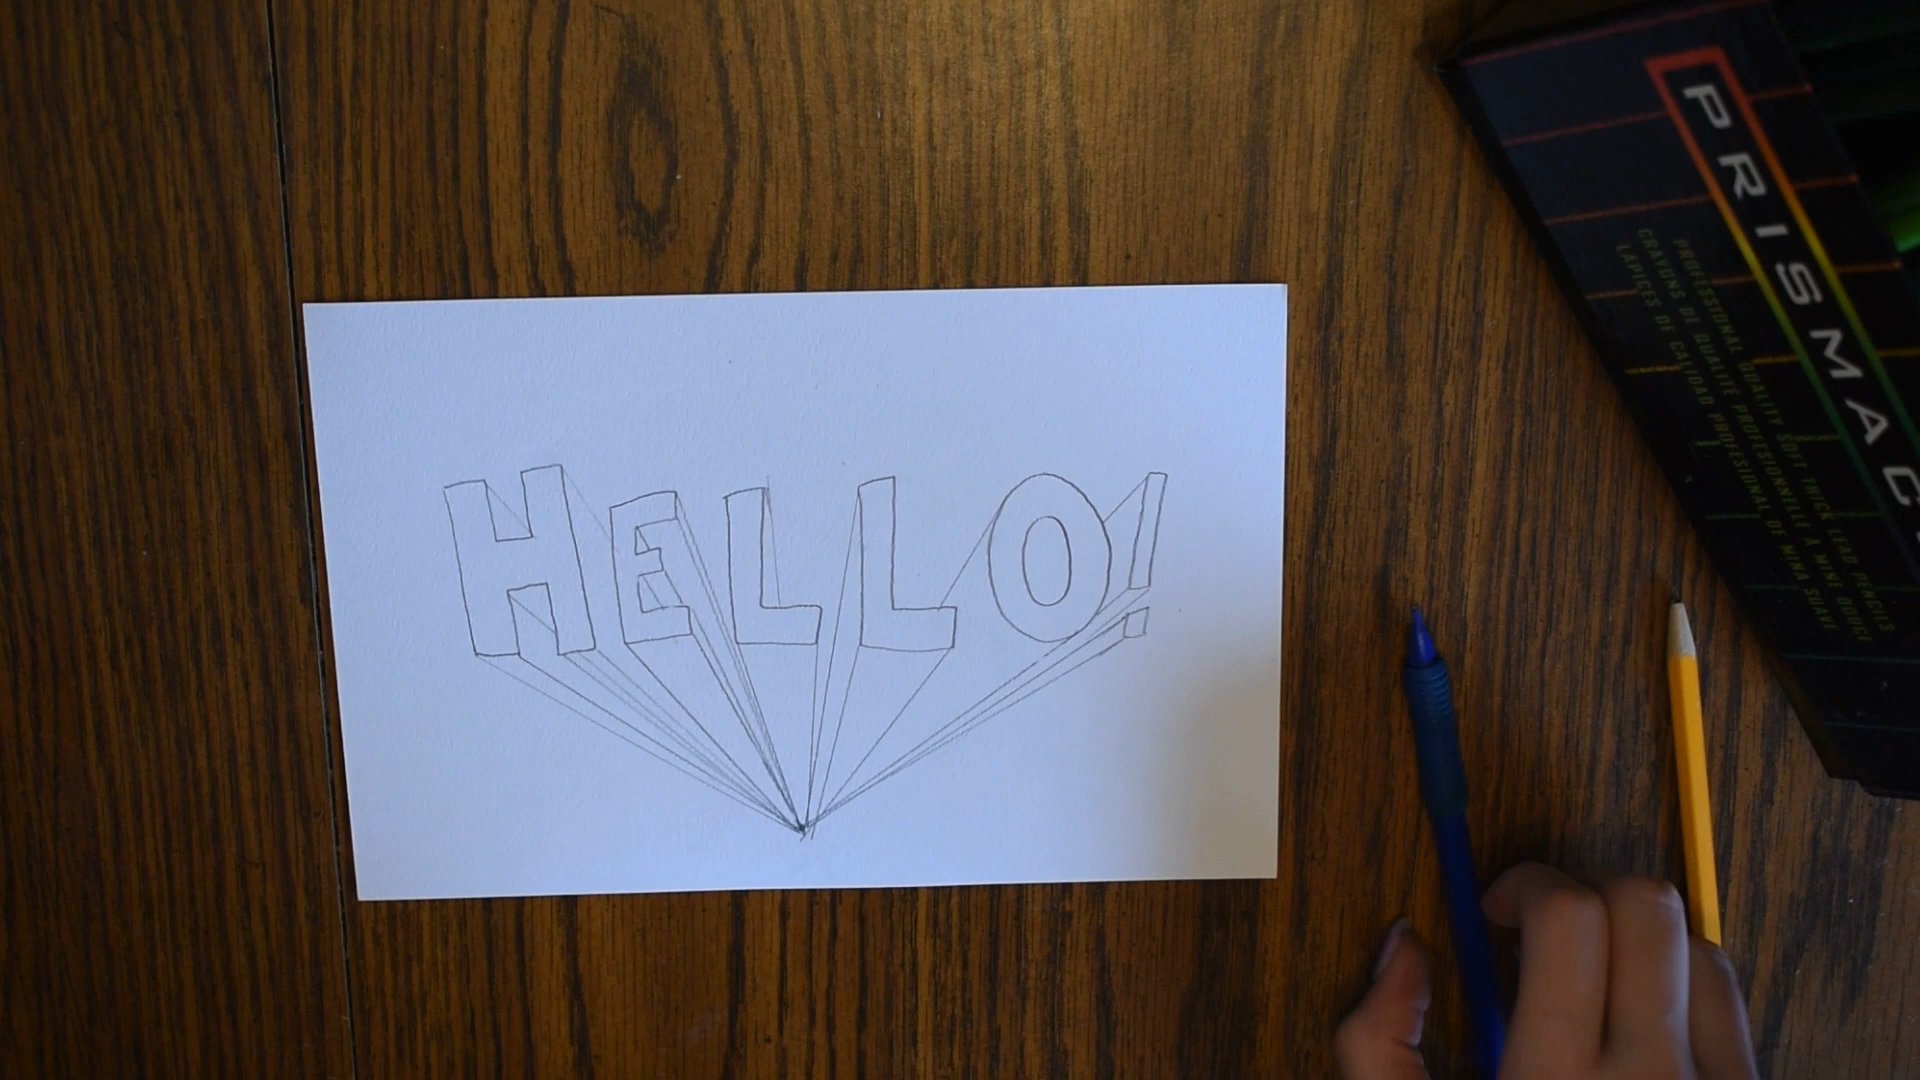 HELLO!
PRISMAC
PROFESSIONAL QUALITY SOFT THICK LEAD PENCILS
CRAYONS DE QUALITÉ PROFESSIONNELLE À MINE DOUCE
LÁPICES DE CALIDAD PROFESIONAL DE MINA SUAVE